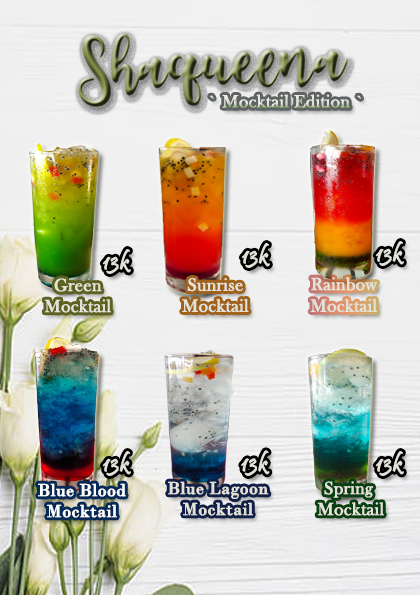 Shaqueena
` Mocktail Edition `
13k
Green
Mocktail
13k
Sunrise
Mocktail
13k
Rainbow
Mocktail
13k
Blue Blood
Mocktail
13k
Blue Lagoon
Mocktail
13k
Spring
Mocktail